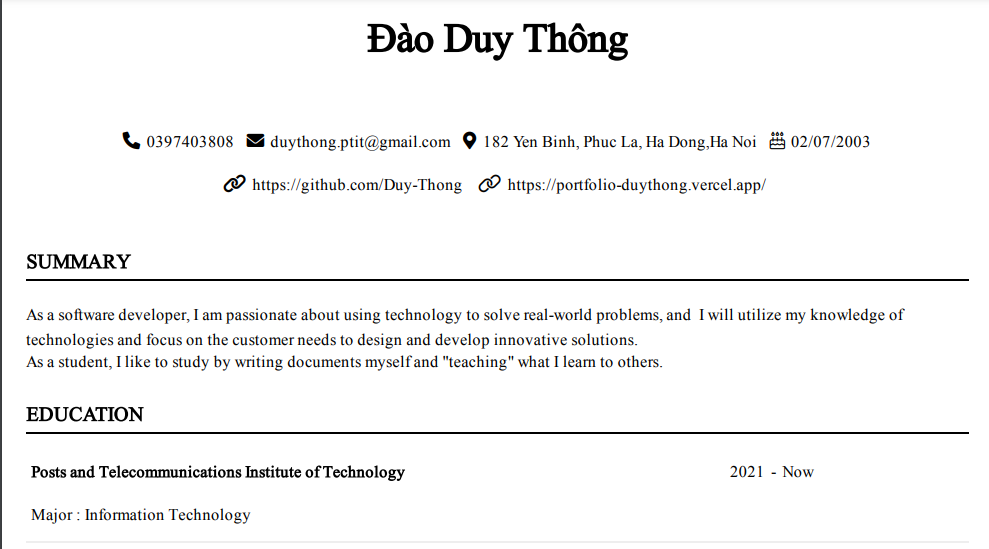 Đào Duy Thông
0397403808 duythong.ptit@gmail.com 182 Yen Binh, Phuc La, Ha Dong,Ha Noi 02/07/2003
https://github.com/Duy-Thong https://portfolio-duythong.vercel.app/
SUMMARY
As a software developer, I am passionate about using technology to solve real-world problems, and I will utilize my knowledge of
technologies and focus on the customer needs to design and develop innovative solutions.
As a student, I like to study by writing documents myself and "teaching" what I learn to others.
EDUCATION
Posts and Telecommunications Institute of Technology 2021 - Now
Major : Information Technology